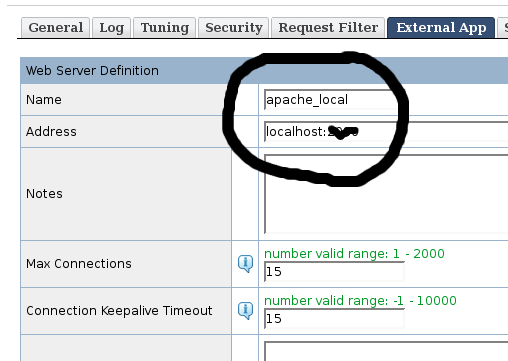 General Log Tuning Security Request Filter External App S
Web Server Definition
Name apache_local
Address localhost:
Notes
Max Connections number valid range: 1 - 2000
15
Connection Keepalive Timeout number valid range: -1 - 10000
15